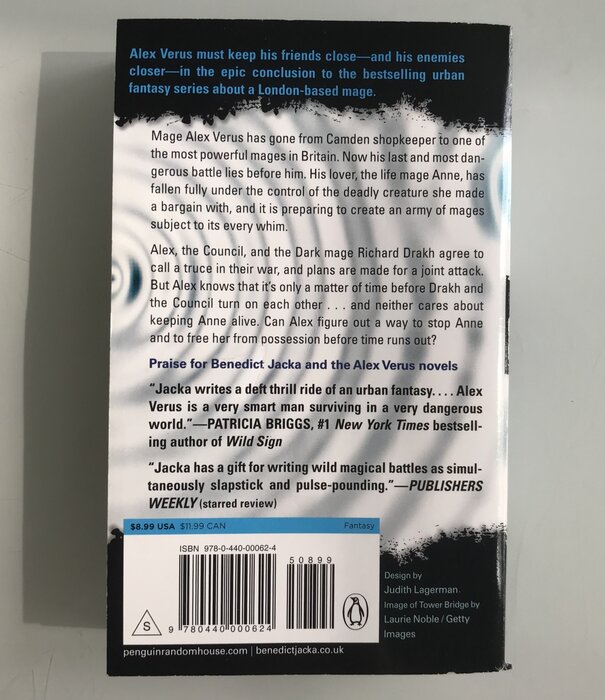 Alex Verus must keep his friends close—and his enemies
closer—in the epic conclusion to the bestselling urban
fantasy series about a London-based mage.
Mage Alex Verus has gone from Camden shopkeeper to one of
the most powerful mages in Britain. Now his last and most dan-
gerous battle lies before him. His lover, the life mage Anne, has
fallen fully under the control of the deadly creature she made
a bargain with, and it is preparing to create an army of mages
subject to its every whim.
Alex, the Council, and the Dark mage Richard Drakh agree to
call a truce in their war, and plans are made for a joint attack.
But Alex knows that it's only a matter of time before Drakh and
the Council turn on each other . . . and neither cares about
keeping Anne alive. Can Alex figure out a way to stop Anne
and to free her from possession before time runs out?
Praise for Benedict Jacka and the Alex Verus novels
"Jacka writes a deft thrill ride of an urban fantasy. . . . Alex
Verus is a very smart man surviving in a very dangerous
world."—PATRICIA BRIGGS, #1 New York Times bestsell-
ing author of Wild Sign
"Jacka has a gift for writing wild magical battles as simul-
taneously slapstick and pulse-pounding."—PUBLISHERS
WEEKLY (starred review)
$8.99 USA $11.99 CAN Fantasy
ISBN 978-0-440-00062-4
50899
S
9 780440 000624
Design by
Judith Lagerman
Image of Tower Bridge by
Laurie Noble / Getty
Images
penguinrandomhouse.com | benedictjacka.co.uk